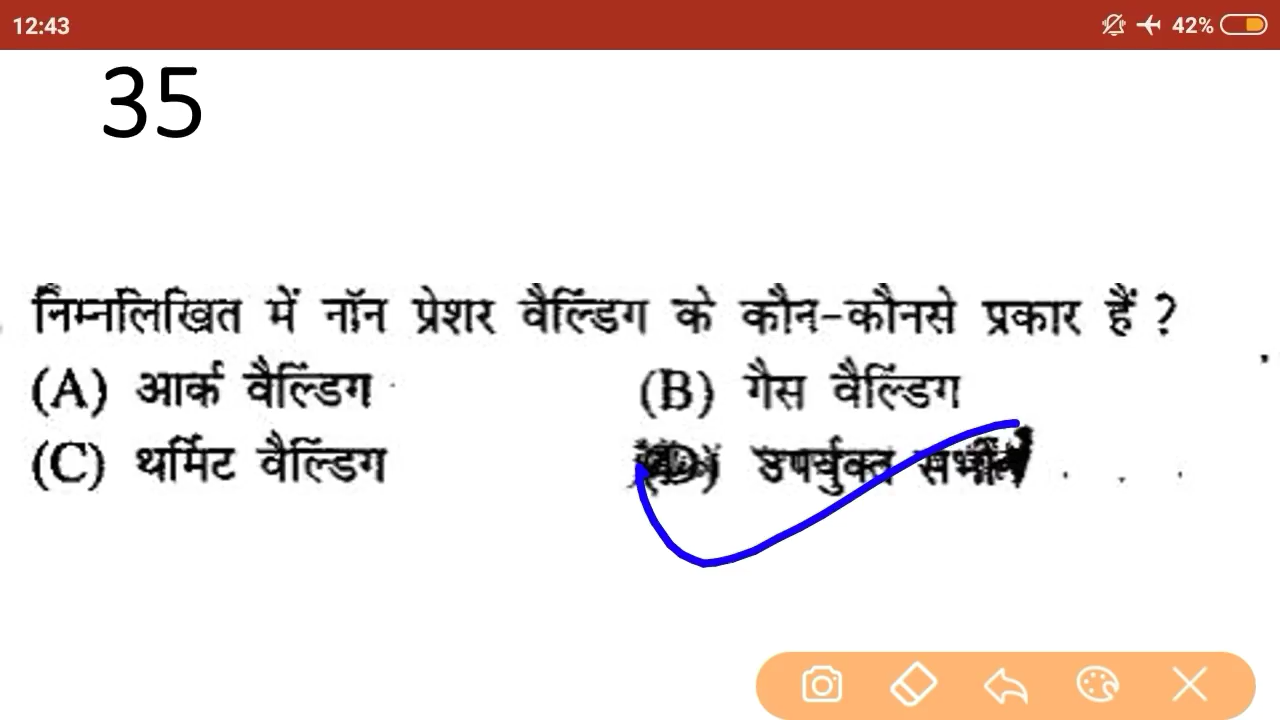 12:43 42%
35
निम्नलिखित में नॉन प्रेशर वैल्डिंग के कौन-कौनसे प्रकार हैं ?
(A) आर्क वैल्डिंग (B) गैस वैल्डिंग
(C) थर्मिट वैल्डिंग (D) उपर्युक्त सभी